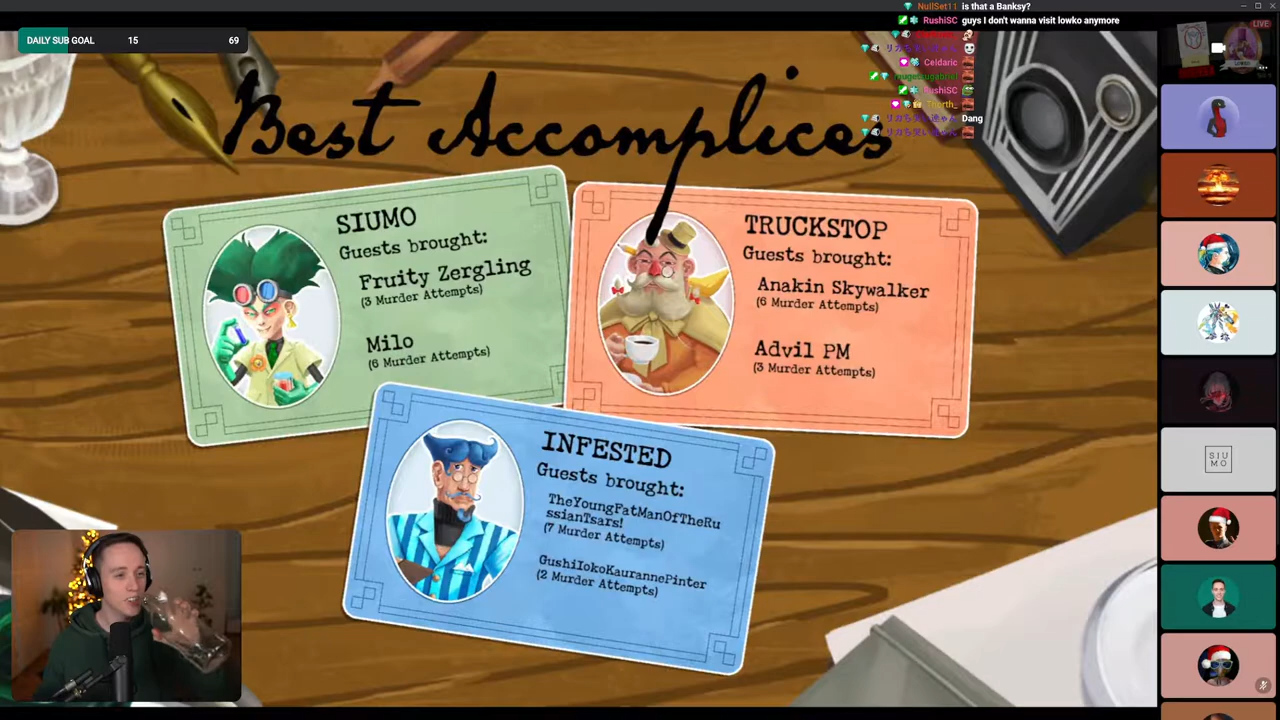 NullSet11 is that a Banksy?
RushiSC guys I don't wanna visit lowko anymore
Celdaric
RushiSC
Thorth_
Dang
LIVE
DAILY SUB GOAL 15 69
Best Accomplices
SIUMO
Guests brought:
Fruity Zergling
(3 Murder Attempts)
Milo
(6 Murder Attempts)
TRUCKSTOP
Guests brought:
Anakin Skywalker
(6 Murder Attempts)
Advil PM
(3 Murder Attempts)
INFESTED
Guests brought:
TheYoungFatManOfTheRu
ssianTsars!
(7 Murder Attempts)
GushiIokoKaurannePinter
(2 Murder Attempts)
SIU
MO